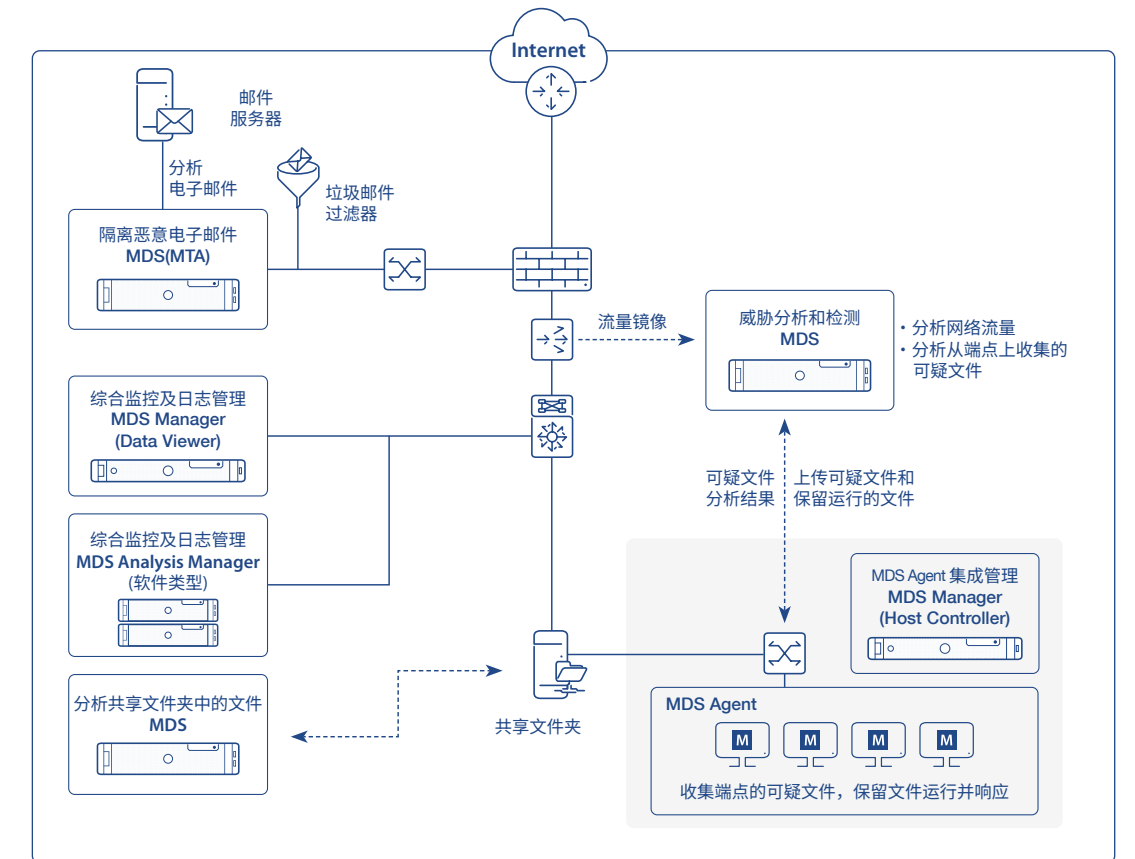 Internet
邮件
服务器
分析
电子邮件
垃圾邮件
过滤器
隔离恶意电子邮件
MDS(MTA)
流量镜像
威胁分析和检测
MDS
・分析网络流量
・分析从端点上收集的
可疑文件
综合监控及日志管理
MDS Manager
(Data Viewer)
可疑文件
分析结果
上传可疑文件和
保留运行的文件
综合监控及日志管理
MDS Analysis Manager
(软件类型)
MDS Agent 集成管理
MDS Manager
(Host Controller)
分析共享文件夹中的文件
MDS
共享文件夹
MDS Agent
M
M
M
M
收集端点的可疑文件，保留文件运行并响应